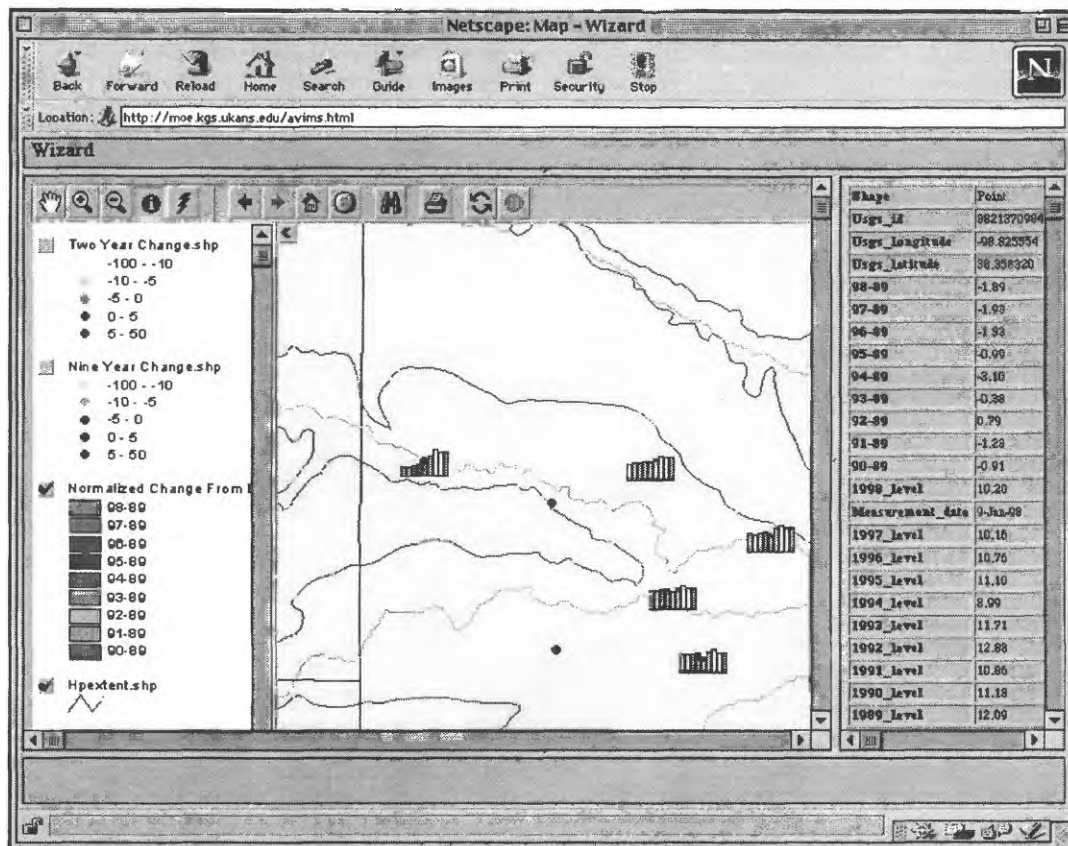 Netscape: Map - Wizard
Back Forward Reload Home Search Guide Images Print Security Stop
N
Location: http://moe.kgs.ukans.edu/avims.html
Wizard
Two Year Change.shp
-100 - -10
-10 - -5
-5 - 0
0 - 5
5 - 50
Nine Year Change.shp
-100 - -10
-10 - -5
-5 - 0
0 - 5
5 - 50
Normalized Change From
98-89
97-89
96-89
95-89
94-89
93-89
92-89
91-89
90-89
Hpextent.shp
Shape Point
Usgs_id
Usgs_longitude -98.825554
Usgs_latitude 38.358320
98-89 -1.89
97-89 -1.93
96-89 -1.33
95-89 -0.99
94-89 -3.10
93-89 -0.38
92-89 0.79
91-89 -1.23
90-89 -0.91
1998_level 10.20
Measurement_date 9-Jan-98
1997_level 10.16
1996_level 10.76
1995_level 11.10
1994_level 8.99
1993_level 11.71
1992_level 12.88
1991_level 10.86
1990_level 11.18
1989_level 12.09